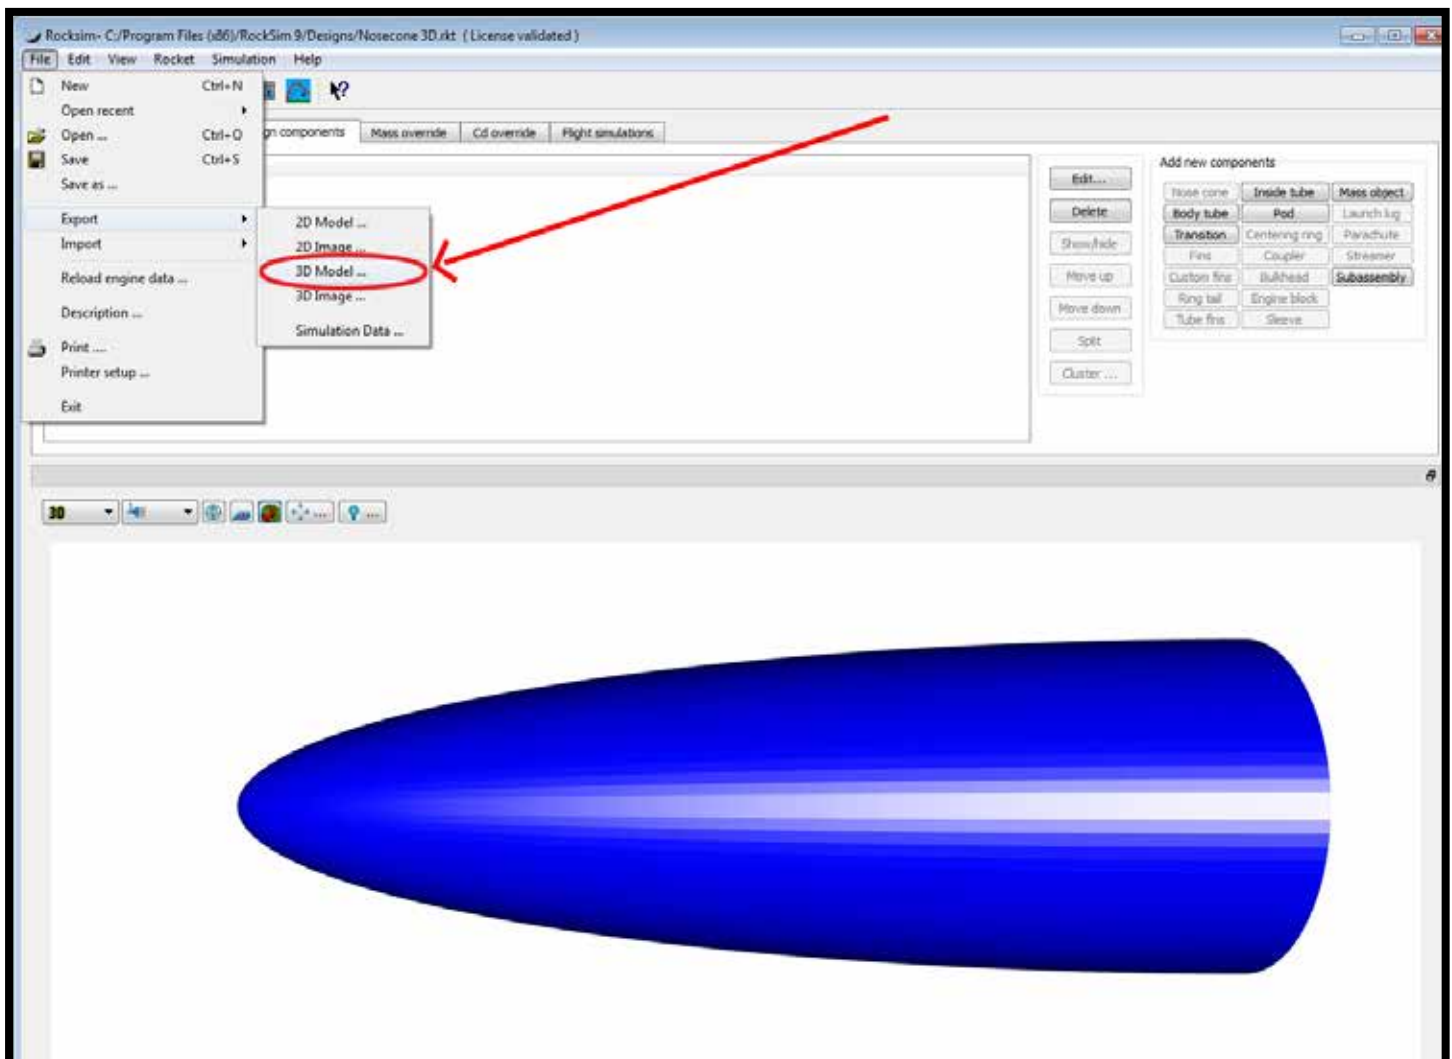 Rocksim- C:/Program Files (x86)/RockSim 9/Designs/Nosecone 3D.rkt (License validated)
File Edit View Rocket Simulation Help
New Ctrl+N
Open recent
Open ... Ctrl+O
Save Ctrl+S
Save as ...
Export
Import
Reload engine data ...
Description ...
Print ....
Printer setup ...
Exit
2D Model ...
2D Image ...
3D Model ...
3D Image ...
Simulation Data ...
components Mass override Cd override Flight simulations
Edit...
Delete
Show/hide
Move up
Move down
Split
Cluster ...
Add new components
Nose cone Inside tube Mass object
Body tube Pod Launch lug
Transition Centering ring Parachute
Fins Coupler Streamer
Custom fins Bulkhead Subassembly
Ring tail Engine block
Tube fins Sleeve
3D ... ...